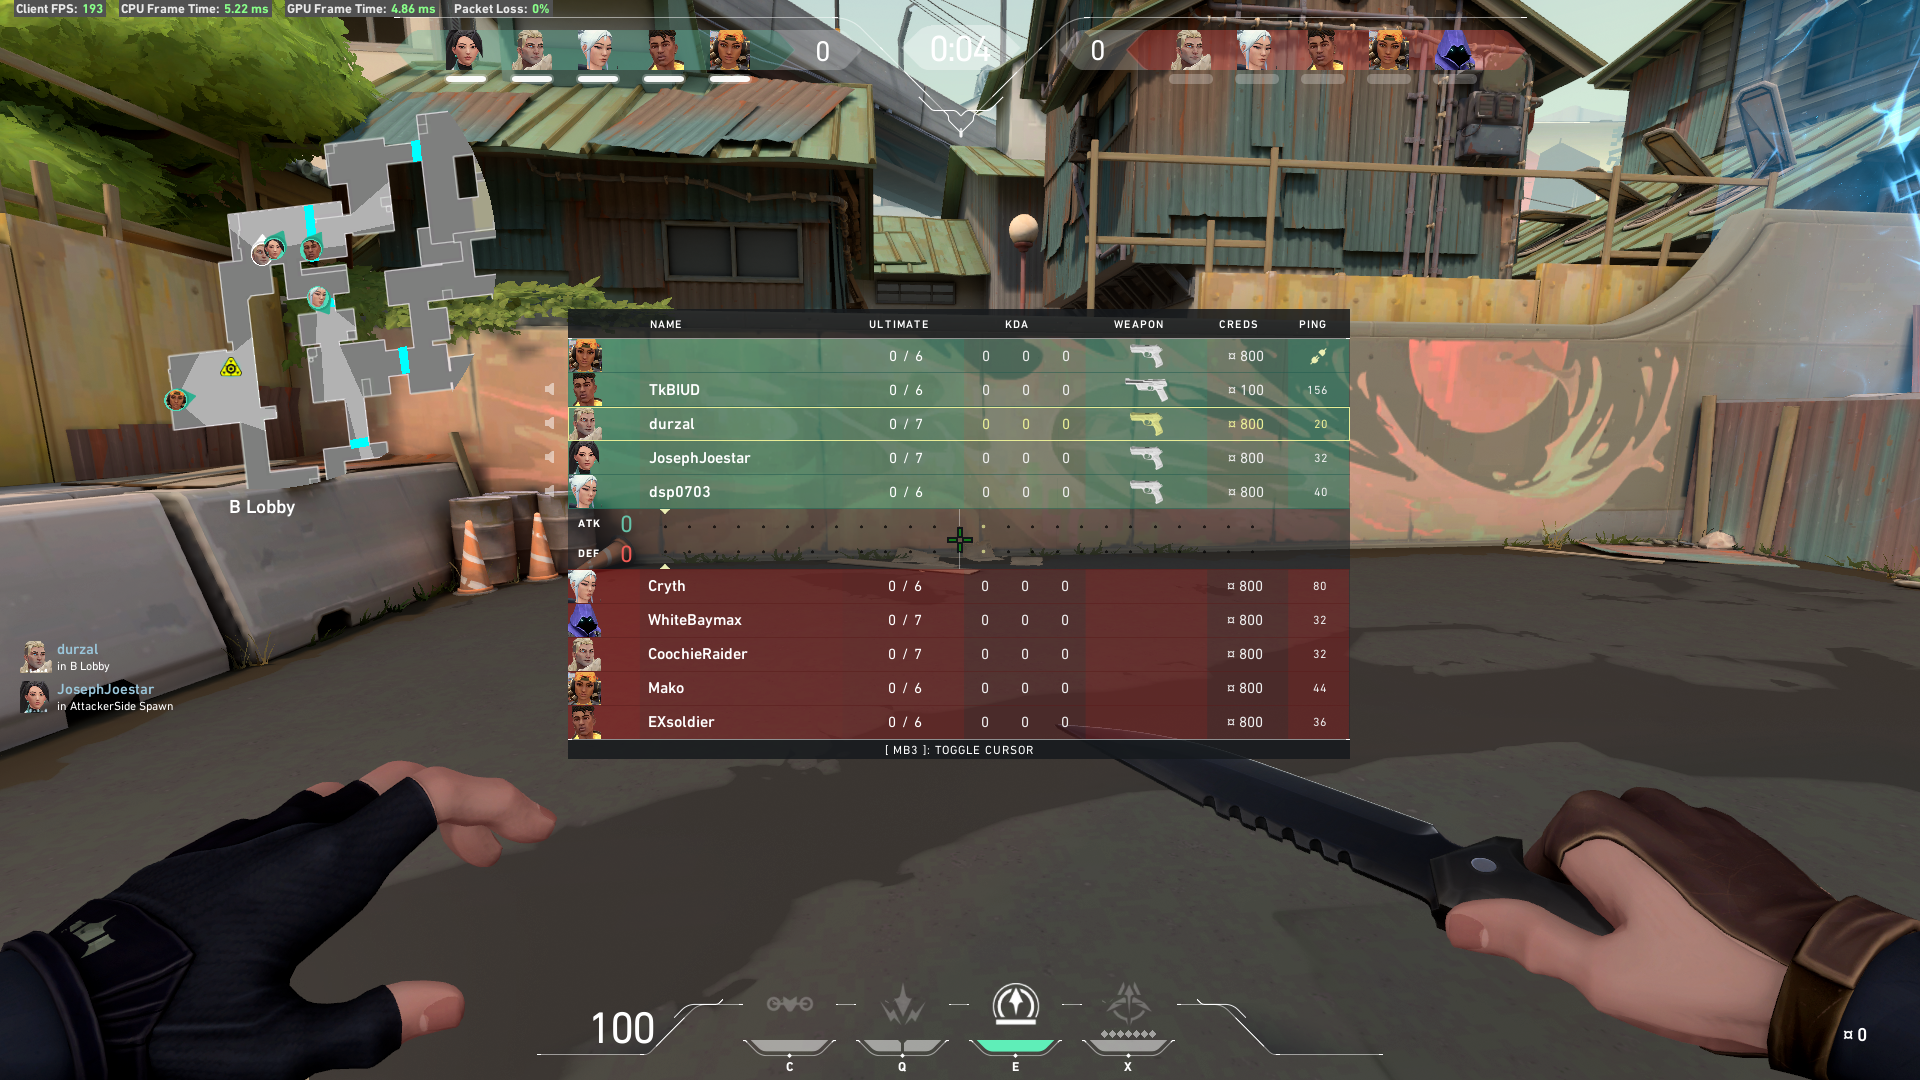 Client FPS: 193 CPU Frame Time: 5.22 ms GPU Frame Time: 4.86 ms Packet Loss: 0%
0 0:04 0
B Lobby
NAME ULTIMATE KDA WEAPON CREDS PING
0 / 6 0 0 0 ¤ 800
TkBIUD 0 / 6 0 0 0 ¤ 100 156
durzal 0 / 7 0 0 0 ¤ 800 20
JosephJoestar 0 / 7 0 0 0 ¤ 800 32
dsp0703 0 / 6 0 0 0 ¤ 800 40
ATK 0
DEF 0
Cryth 0 / 6 0 0 0 ¤ 800 80
WhiteBaymax 0 / 7 0 0 0 ¤ 800 32
CoochieRaider 0 / 7 0 0 0 ¤ 800 32
Mako 0 / 6 0 0 0 ¤ 800 44
EXsoldier 0 / 6 0 0 0 ¤ 800 36
[ MB3 ]: TOGGLE CURSOR
durzal
in B Lobby
JosephJoestar
in AttackerSide Spawn
100
C Q E X
¤ 0